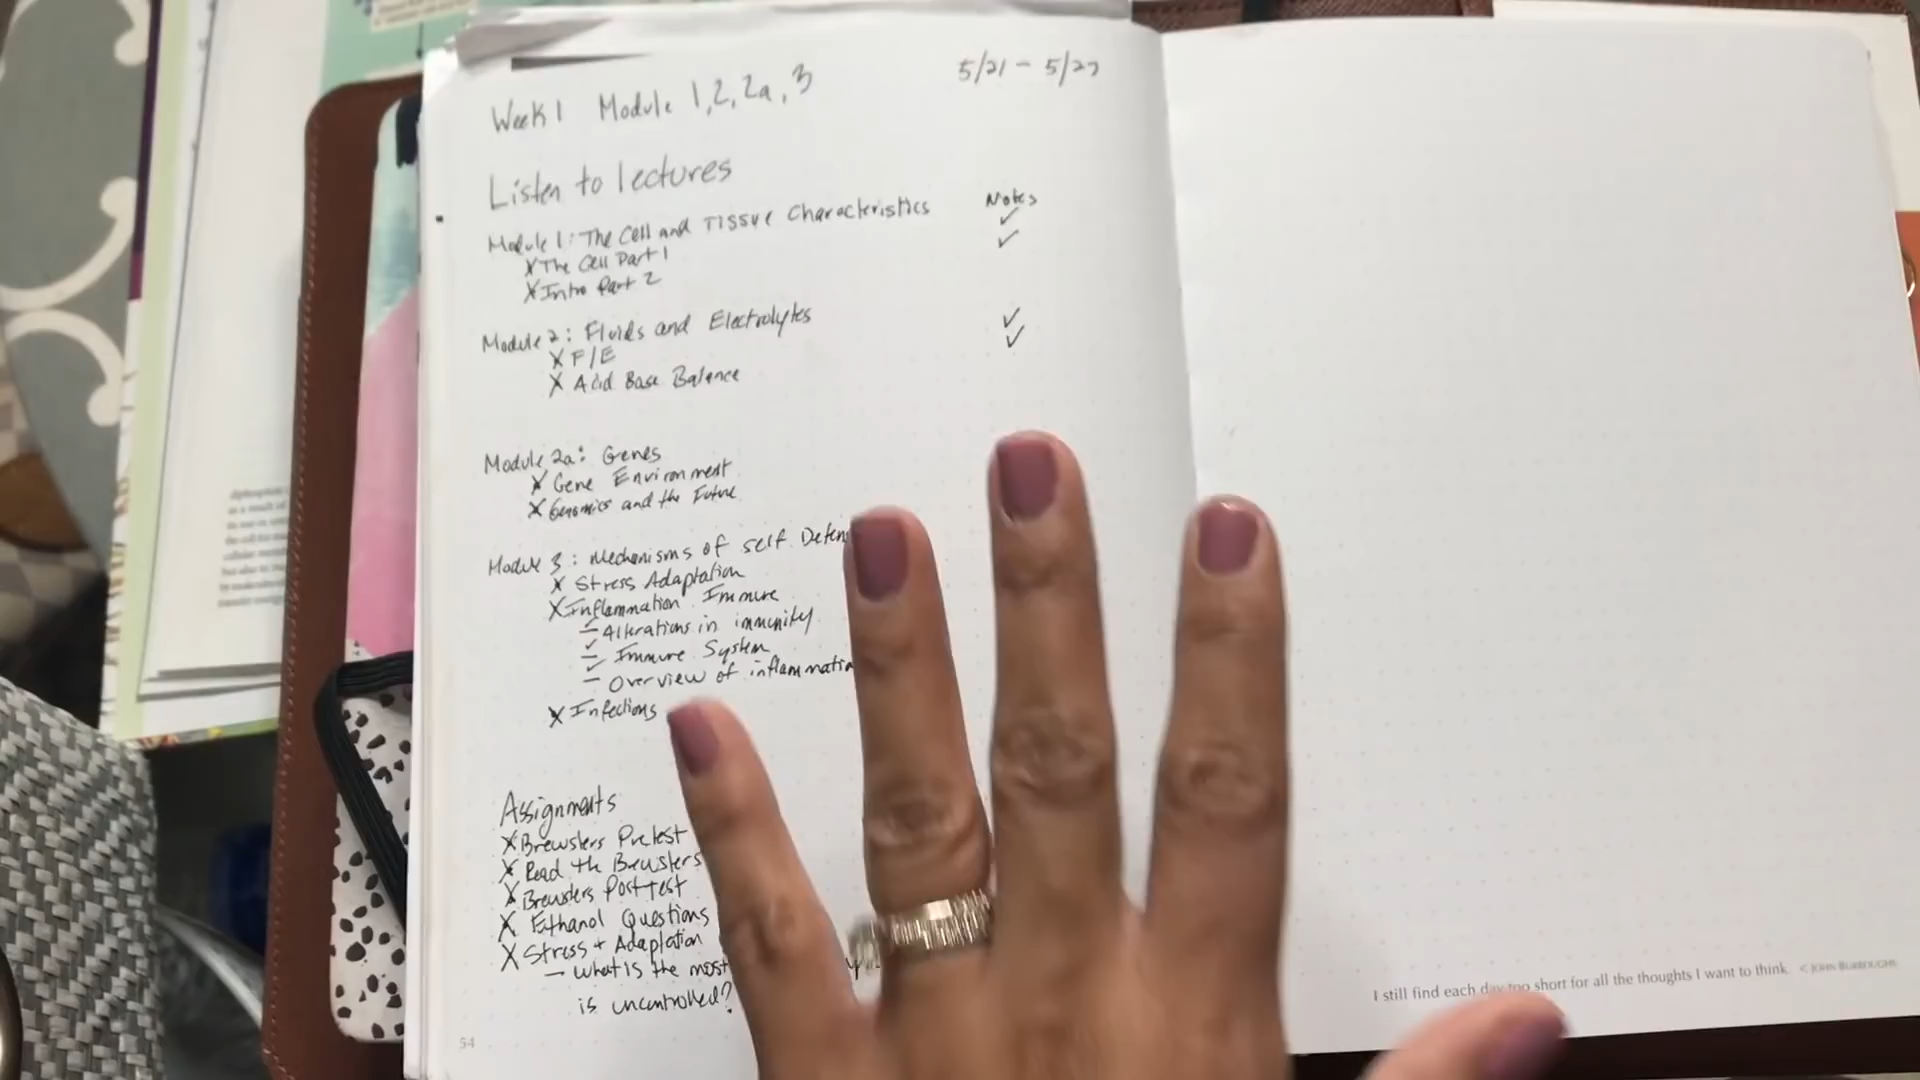 Week 1 Module 1, 2, 2a, 3 5/21 - 5/27
Listen to lectures
Notes
Module 1: The Cell and Tissue Characteristics ✓
X The Cell Part 1 ✓
X Intro Part 2
Module 2: Fluids and Electrolytes ✓
X F/E ✓
X Acid Base Balance
Module 2a: Genes
X Gene Environment
X Genomics and the Future
Module 3: Mechanisms of self Defen
X Stress Adaptation
X Inflammation Immune
✓ - Alterations in immunity
✓ - Immune System
✓ - Overview of inflammatio
X Infections
Assignments
X Brewsters Pretest
X Read the Brewsters
X Brewsters Posttest
X Ethanol Questions
X Stress + Adaptation
- What is the most
is uncontrolled?
54
I still find each day too short for all the thoughts I want to think. < JOHN BURROUGHS